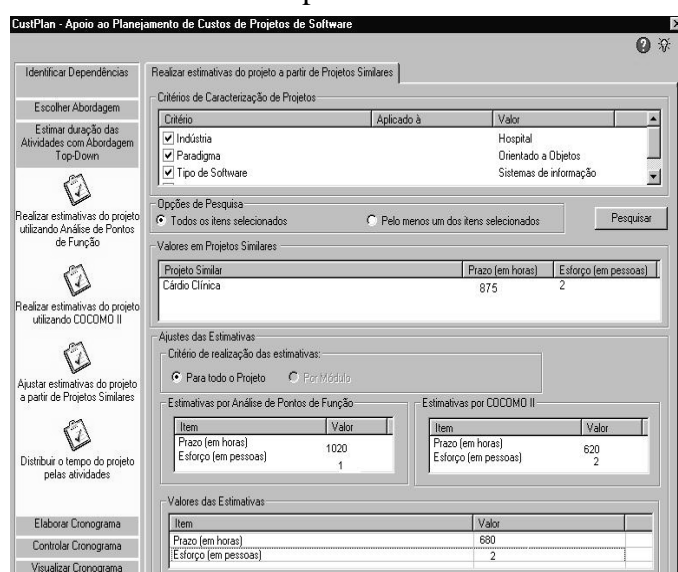 CustPlan - Apoio ao Planejamento de Custos de Projetos de Software
Identificar Dependências
Escolher Abordagem
Estimar duração das
Atividades com Abordagem
Top-Down
Realizar estimativas do projeto
utilizando Análise de Pontos
de Função
Realizar estimativas do projeto
utilizando COCOMO II
Ajustar estimativas do projeto
a partir de Projetos Similares
Distribuir o tempo do projeto
pelas atividades
Elaborar Cronograma
Controlar Cronograma
Visualizar Cronograma
Realizar estimativas do projeto a partir de Projetos Similares
Critérios de Caracterização de Projetos
Critério Aplicado à Valor
Indústria Hospital
Paradigma Orientado a Objetos
Tipo de Software Sistemas de informação
Opções de Pesquisa
Todos os itens selecionados Pelo menos um dos itens selecionados Pesquisar
Valores em Projetos Similares
Projeto Similar Prazo (em horas) Esforço (em pessoas)
Cárdio Clínica 875 2
Ajustes das Estimativas
Critério de realização das estimativas:
Para todo o Projeto Por Módulo
Estimativas por Análise de Pontos de Função
Item Valor
Prazo (em horas) 1020
Esforço (em pessoas) 1
Estimativas por COCOMO II
Item Valor
Prazo (em horas) 620
Esforço (em pessoas) 2
Valores das Estimativas
Item Valor
Prazo (em horas) 680
Esforço (em pessoas) 2